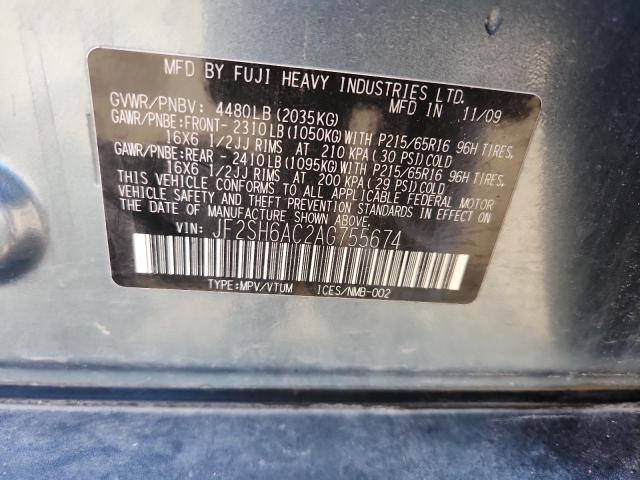 MFD BY FUJI HEAVY INDUSTRIES LTD.
GVWR/PNBV: 4480LB (2035KG) MFD IN 11/09
GAWR/PNBE:FRONT- 2310LB(1050KG)WITH P215/65R16 96H TIRES,
16X6 1/2JJ RIMS AT 210 KPA(30 PSI)COLD
GAWR/PNBE:REAR - 2410LB(1095KG)WITH P215/65R16 96H TIRES,
16X6 1/2JJ RIMS AT 200 KPA(29 PSI)COLD
THIS VEHICLE CONFORMS TO ALL APPLICABLE FEDERAL MOTOR
VEHICLE SAFETY AND THEFT PREVENTION STANDARDS IN EFFECT ON
THE DATE OF MANUFACTURE SHOWN ABOVE.
VIN: JF2SH6AC2AG755674
TYPE:MPV/VTUM ICES/NMB-002